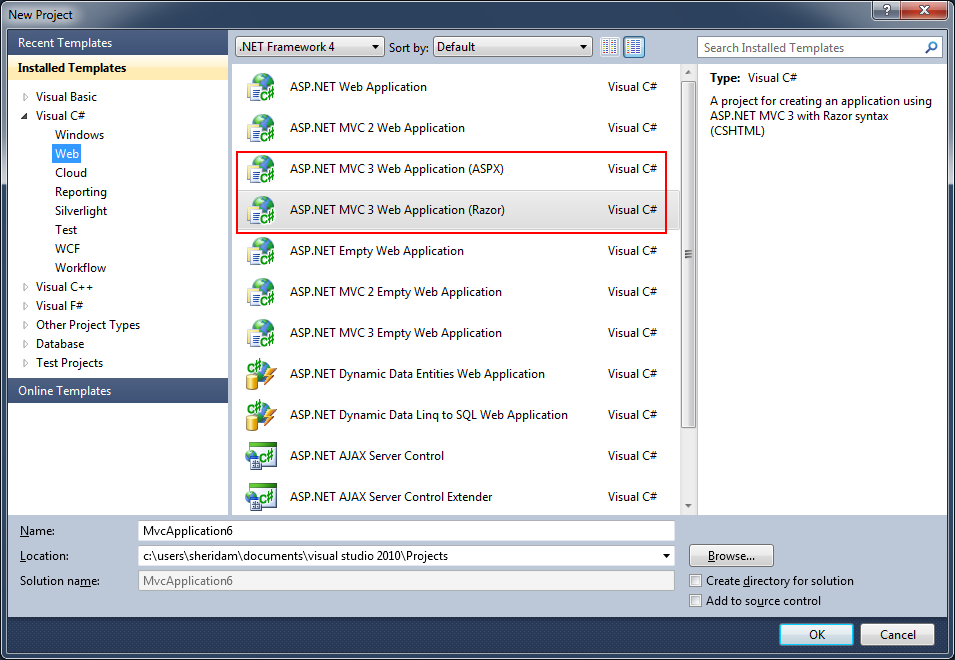 New Project
Recent Templates
Installed Templates
Visual Basic
Visual C#
Windows
Web
Cloud
Reporting
Silverlight
Test
WCF
Workflow
Visual C++
Visual F#
Other Project Types
Database
Test Projects
Online Templates
.NET Framework 4 Sort by: Default
ASP.NET Web Application Visual C#
ASP.NET MVC 2 Web Application Visual C#
ASP.NET MVC 3 Web Application (ASPX) Visual C#
ASP.NET MVC 3 Web Application (Razor) Visual C#
ASP.NET Empty Web Application Visual C#
ASP.NET MVC 2 Empty Web Application Visual C#
ASP.NET MVC 3 Empty Web Application Visual C#
ASP.NET Dynamic Data Entities Web Application Visual C#
ASP.NET Dynamic Data Linq to SQL Web Application Visual C#
ASP.NET AJAX Server Control Visual C#
ASP.NET AJAX Server Control Extender Visual C#
Search Installed Templates
Type: Visual C#
A project for creating an application using
ASP.NET MVC 3 with Razor syntax
(CSHTML)
Name: MvcApplication6
Location: c:\users\sheridam\documents\visual studio 2010\Projects
Browse...
Solution name: MvcApplication6
Create directory for solution
Add to source control
OK Cancel